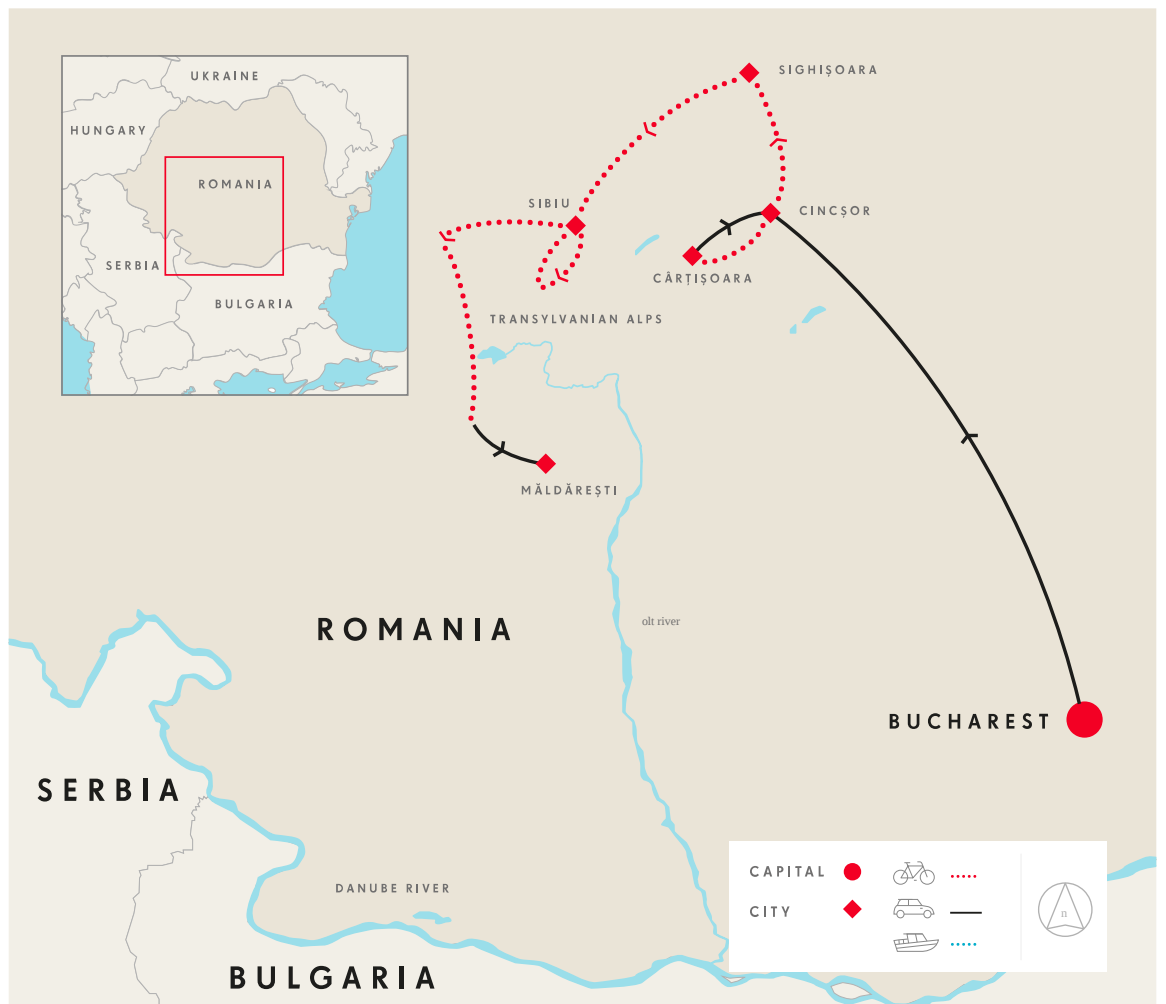 UKRAINE
HUNGARY
ROMANIA
SERBIA
BULGARIA
SIGHIȘOARA
SIBIU
CINCȘOR
CÂRȚIȘOARA
TRANSYLVANIAN ALPS
MĂLDĂREȘTI
ROMANIA
olt river
BUCHAREST
SERBIA
DANUBE RIVER
BULGARIA
CAPITAL
CITY
n